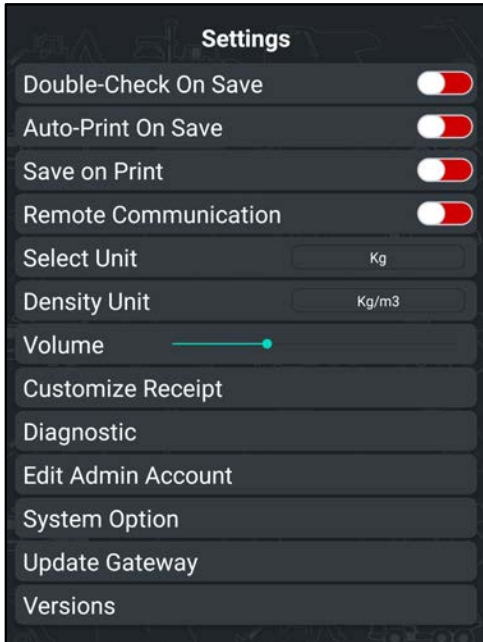 Settings
Double-Check On Save
Auto-Print On Save
Save on Print
Remote Communication
Select Unit Kg
Density Unit Kg/m3
Volume
Customize Receipt
Diagnostic
Edit Admin Account
System Option
Update Gateway
Versions